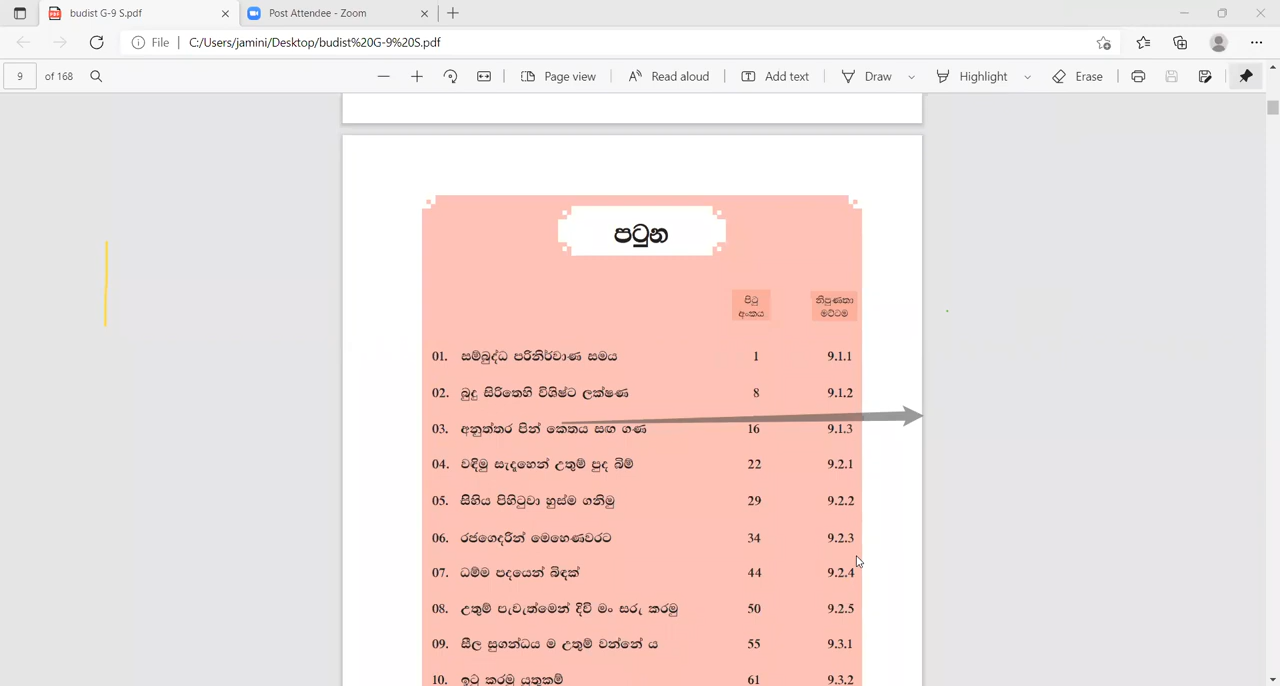 budist G-9 S.pdf
Post Attendee - Zoom
File
C:/Users/jamini/Desktop/budist%20G-9%20S.pdf
9 of 168
Page view
Read aloud
Add text
Draw
Highlight
Erase
පටුන
පිටු අංකය
නිපුණතා මට්ටම
01. සම්බුද්ධ පරිනිර්වාණ සමය 1 9.1.1
02. බුදු සිරිතෙහි විශිෂ්ට ලක්ෂණ 8 9.1.2
03. අනුත්තර පින් කෙතය සඟ ගණ 16 9.1.3
04. වඳිමු සැදැහෙන් උතුම් පුද බිම් 22 9.2.1
05. සිහිය පිහිටුවා හුස්ම ගනිමු 29 9.2.2
06. රජගෙදරින් මෙහෙණවරට 34 9.2.3
07. ධම්ම පදයෙන් බිඳක් 44 9.2.4
08. උතුම් පැවැත්මෙන් දිවි මං සරු කරමු 50 9.2.5
09. සීල සුගන්ධය ම උතුම් වන්නේ ය 55 9.3.1
10. ඉටු කරමු යුතුකම් 61 9.3.2